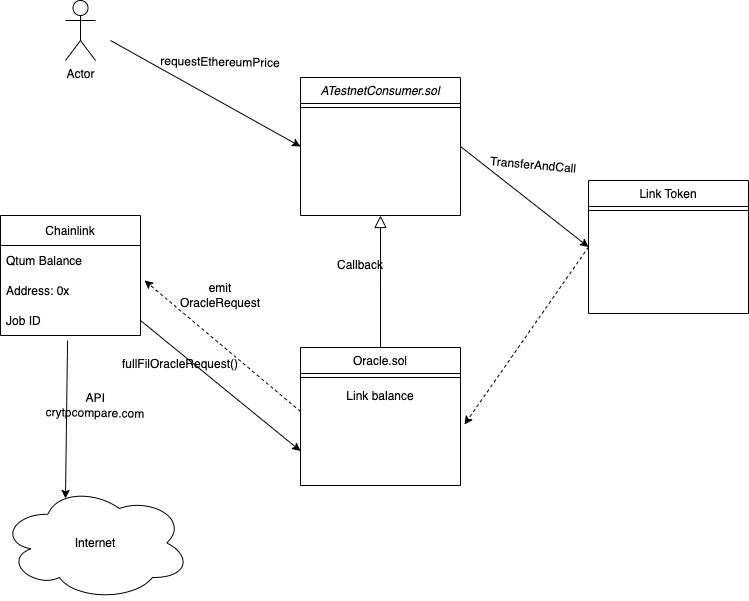 Actor
requestEthereumPrice
ATestnetConsumer.sol
TransferAndCall
Link Token
Chainlink
Qtum Balance
Address: 0x
Job ID
Callback
emit
OracleRequest
fullFilOracleRequest()
Oracle.sol
Link balance
API
crytpcompare.com
Internet